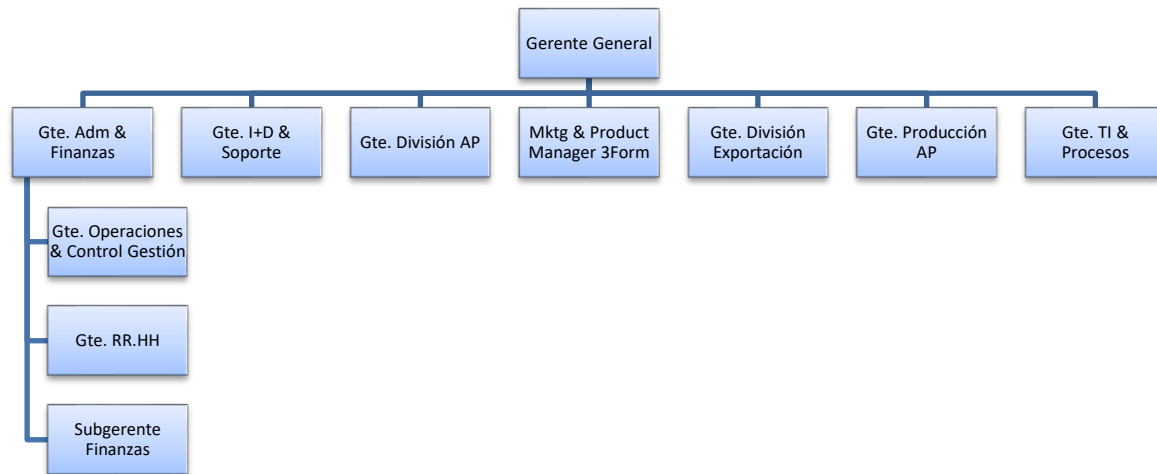 Gerente General
Gte. Adm &
Finanzas
Gte. I+D &
Soporte
Gte. División AP
Mktg & Product
Manager 3Form
Gte. División
Exportación
Gte. Producción
AP
Gte. TI &
Procesos
Gte. Operaciones
& Control Gestión
Gte. RR.HH
Subgerente
Finanzas